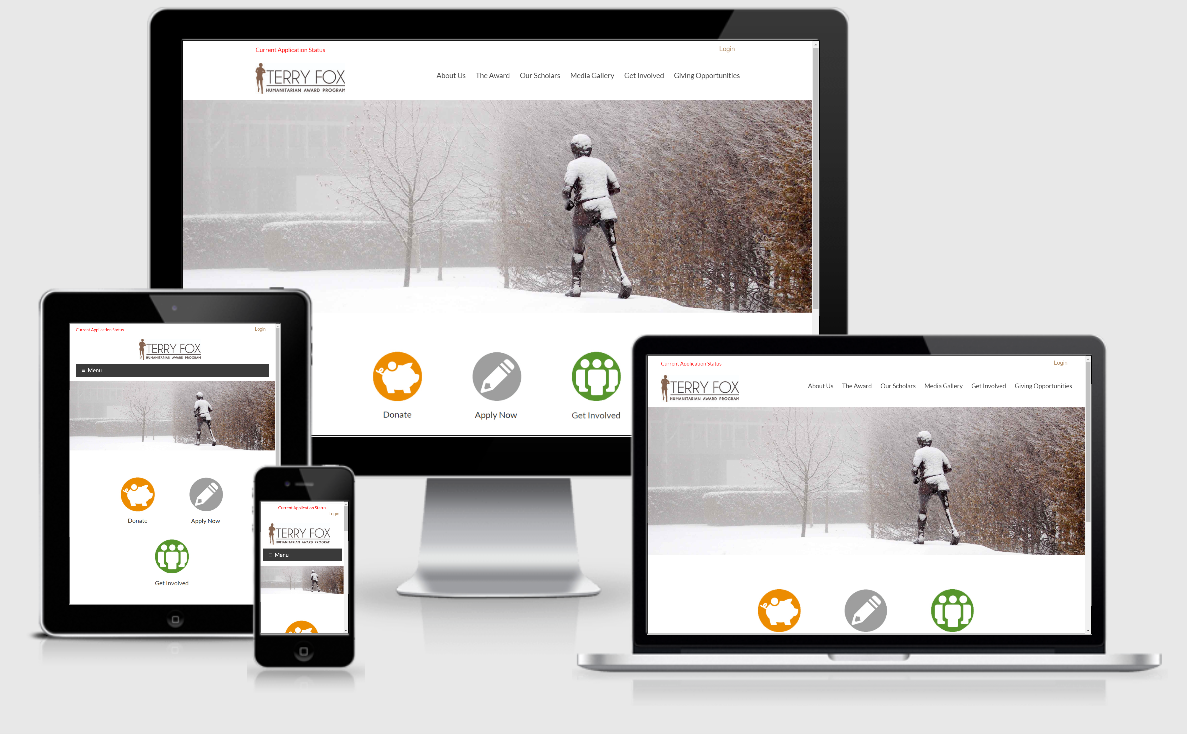 Current Application Status
Login
TERRY FOX
HUMANITARIAN AWARD PROGRAM
About Us The Award Our Scholars Media Gallery Get Involved Giving Opportunities
Donate Apply Now Get Involved
Current Application Status
Login
TERRY FOX
HUMANITARIAN AWARD PROGRAM
≡ Menu
Donate Apply Now
Get Involved
Current Application Status
Login
TERRY FOX
HUMANITARIAN AWARD PROGRAM
≡ Menu
Current Application Status
Login
TERRY FOX
HUMANITARIAN AWARD PROGRAM
About Us The Award Our Scholars Media Gallery Get Involved Giving Opportunities